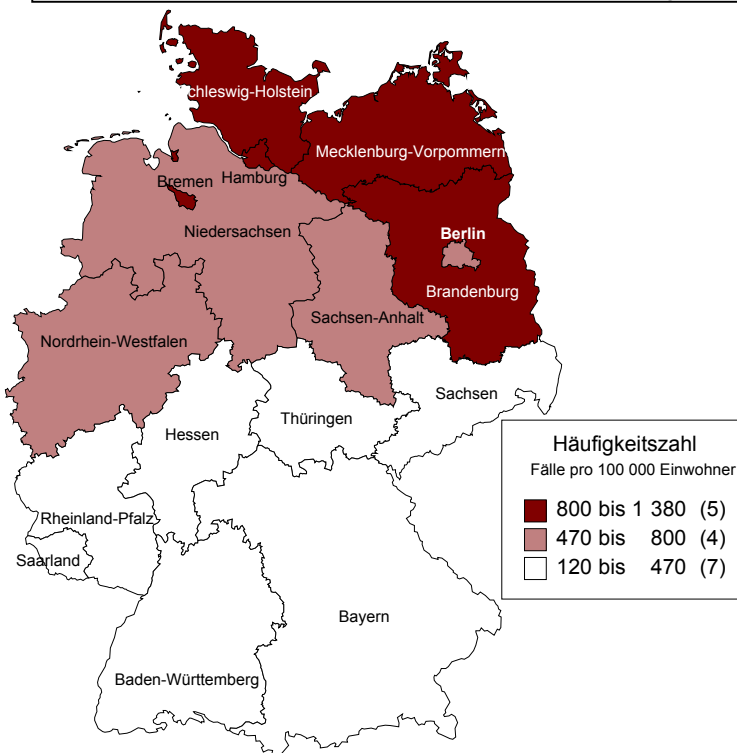 chleswig-Holstein
Mecklenburg-Vorpommern
Hamburg
Bremen
Niedersachsen
Berlin
Brandenburg
Sachsen-Anhalt
Nordrhein-Westfalen
Sachsen
Thüringen
Hessen
Rheinland-Pfalz
Saarland
Bayern
Baden-Württemberg
Häufigkeitszahl
Fälle pro 100 000 Einwohner
800 bis 1 380 (5)
470 bis 800 (4)
120 bis 470 (7)